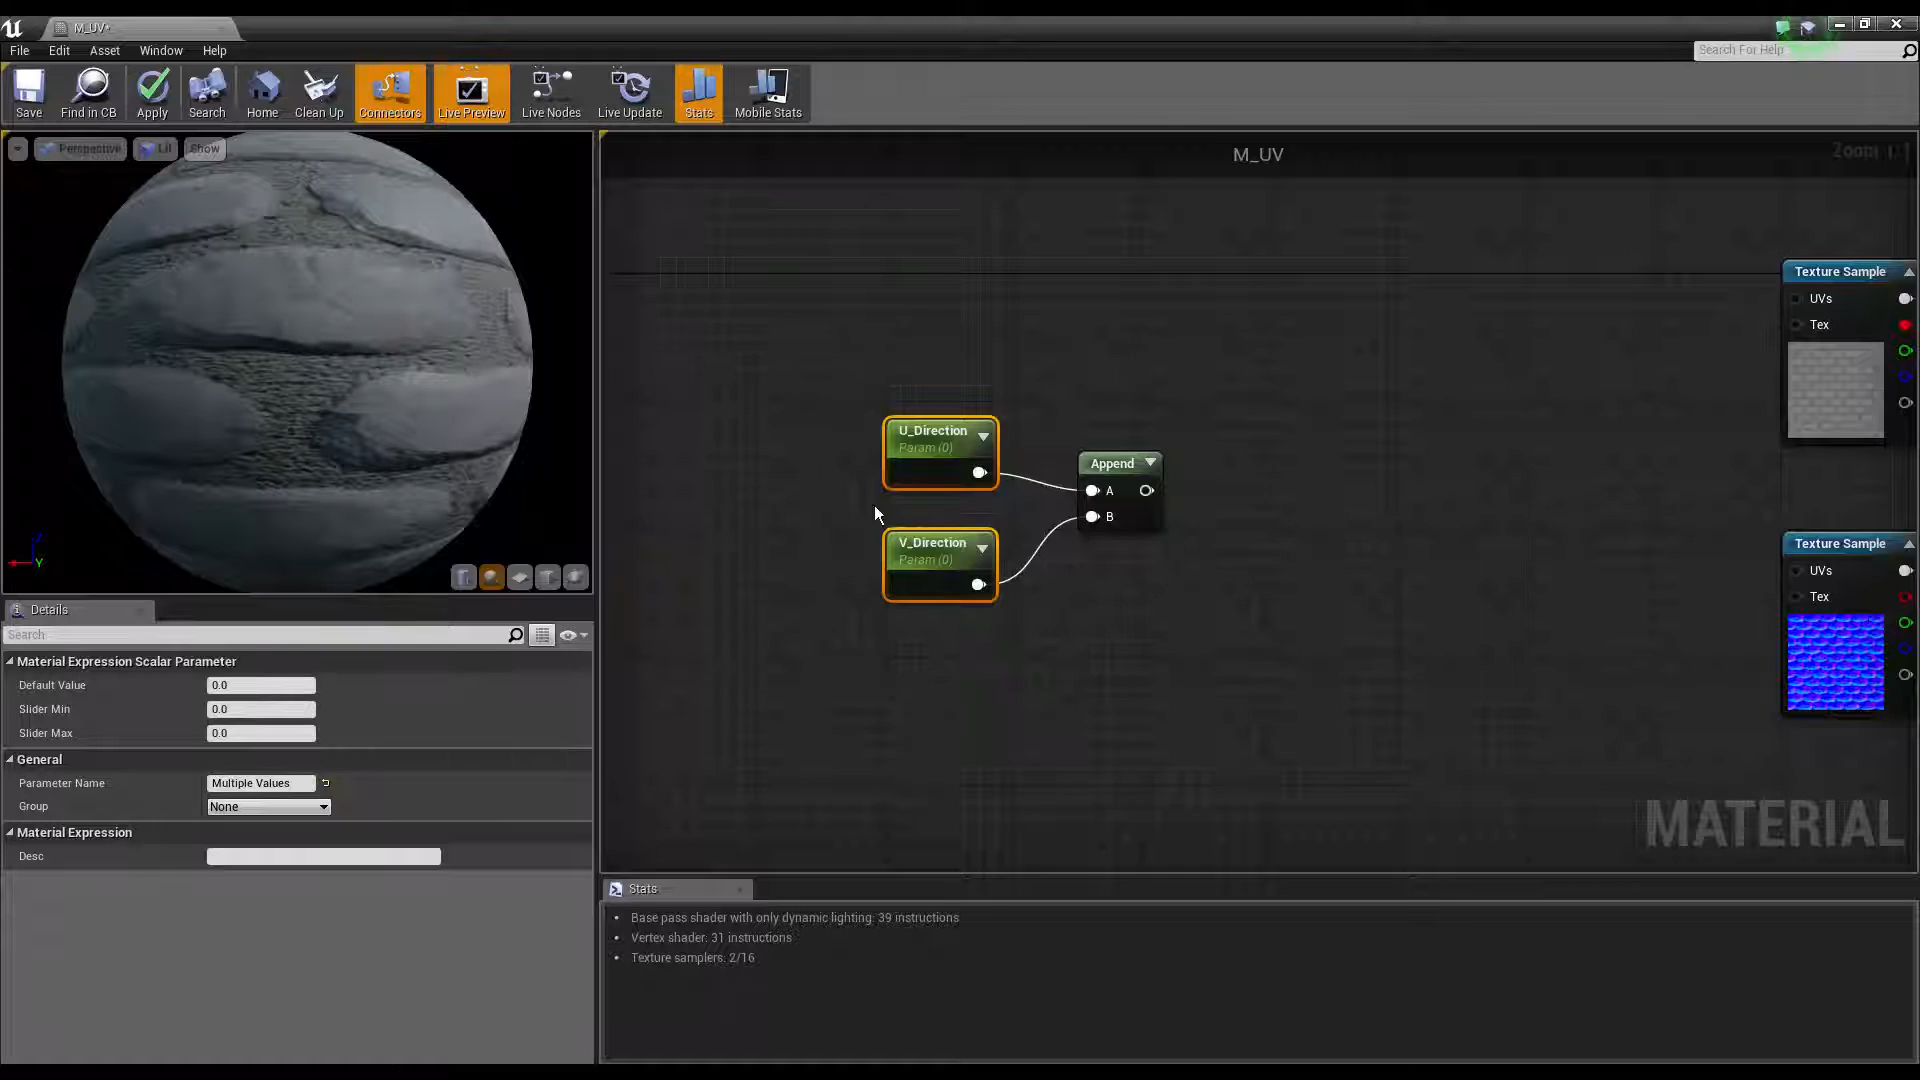 M_UV*
File Edit Asset Window Help
Search For Help
Save Find in CB Apply Search Home Clean Up Connectors Live Preview Live Nodes Live Update Stats Mobile Stats
Perspective Lit Show
M_UV
Zoom 1:1
Texture Sample
UVs
Tex
U_Direction
Param (0)
Append
A
B
V_Direction
Param (0)
Texture Sample
UVs
Tex
Z
Y
MATERIAL
Details
Search
Material Expression Scalar Parameter
Default Value 0.0
Slider Min 0.0
Slider Max 0.0
General
Parameter Name Multiple Values
Group None
Material Expression
Desc
Stats
Base pass shader with only dynamic lighting: 39 instructions
Vertex shader: 31 instructions
Texture samplers: 2/16